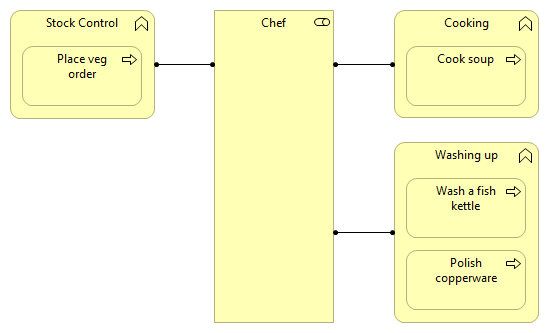 Stock Control
Place veg
order
Chef
Cooking
Cook soup
Washing up
Wash a fish
kettle
Polish
copperware